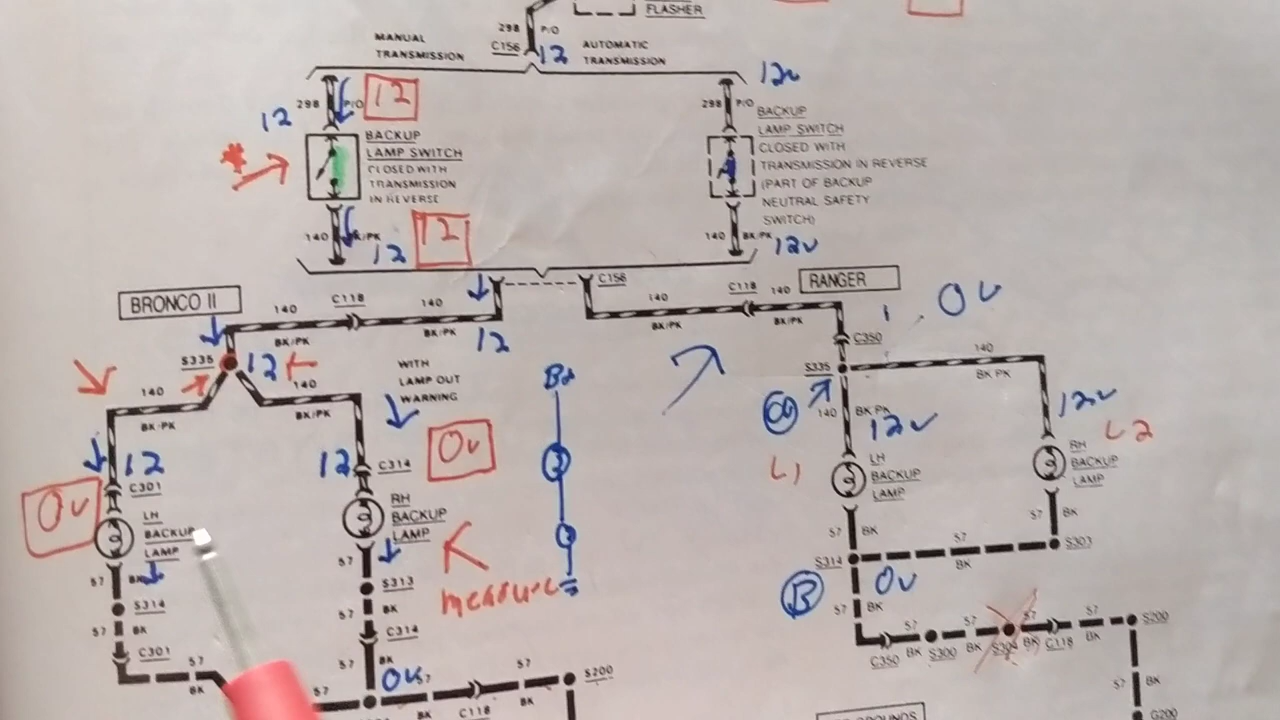 FLASHER
298 P/O
C156 12
MANUAL
TRANSMISSION
AUTOMATIC
TRANSMISSION
12v
298 P/O 12
12
BACKUP
LAMP SWITCH
CLOSED WITH
TRANSMISSION
IN REVERSE
*
140 BK/PK 12
12
298 P/O
BACKUP
LAMP SWITCH
CLOSED WITH
TRANSMISSION IN REVERSE
(PART OF BACKUP
NEUTRAL SAFETY
SWITCH)
140 BK/PK 12v
C156
RANGER
BRONCO II
140 C118 140
BK/PK BK/PK
12
S335 12
WITH
LAMP OUT
WARNING
140 140
BK/PK BK/PK
12 12
0v 0v
C301
C314
LH
BACKUP
LAMP
RH
BACKUP
LAMP
57 BK
57
S314
S313
57 BK
BK
C301
C314
57 BK
57
BK
0v
57
57
57
S200
BK C118 BK
measure
B+
140 C118 140
BK/PK BK/PK
0v
C350
S335
140
BK PK
140 BK PK
12v
12v
L1
L2
LH
BACKUP
LAMP
RH
BACKUP
LAMP
57 BK
57 BK
57
BK
S314
S303
B
0v
57 BK
57 57 57 57
C350 BK S300 BK S304 BK C118 BK
S200
57 BK
G200
GROUNDS